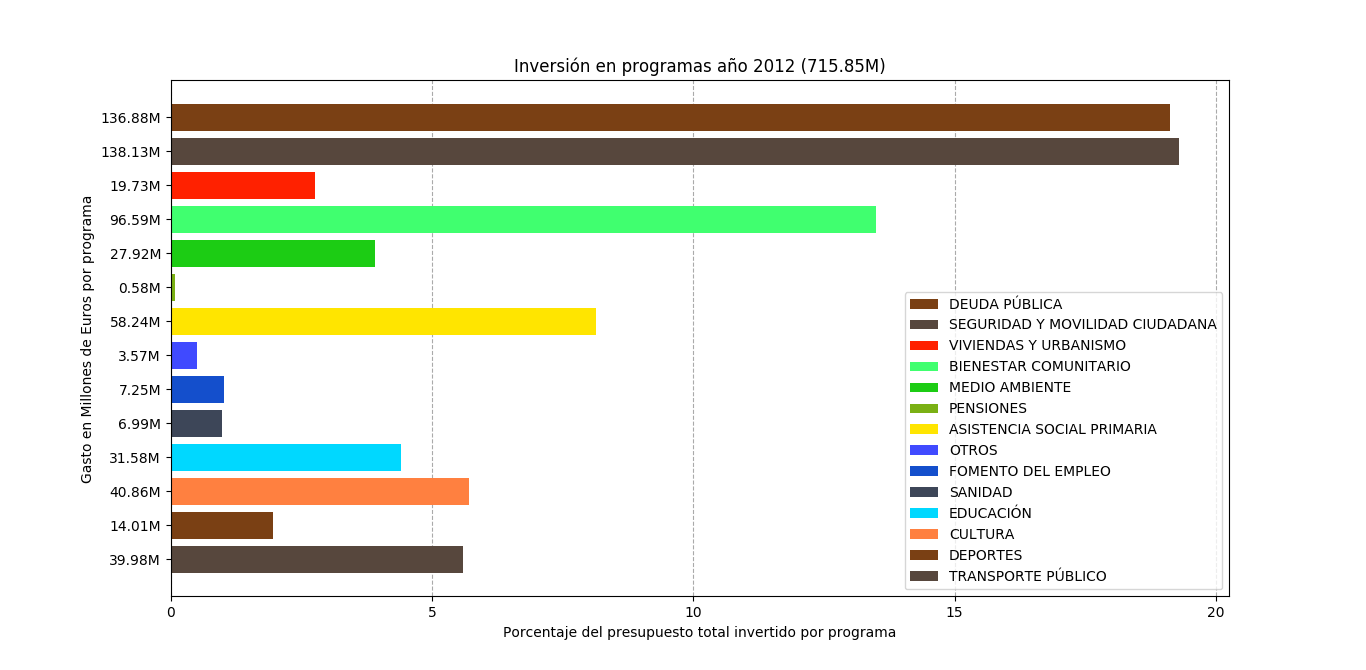 Inversión en programas año 2012 (715.85M)
Gasto en Millones de Euros por programa
136.88M
138.13M
19.73M
96.59M
27.92M
0.58M
58.24M
3.57M
7.25M
6.99M
31.58M
40.86M
14.01M
39.98M
DEUDA PÚBLICA
SEGURIDAD Y MOVILIDAD CIUDADANA
VIVIENDAS Y URBANISMO
BIENESTAR COMUNITARIO
MEDIO AMBIENTE
PENSIONES
ASISTENCIA SOCIAL PRIMARIA
OTROS
FOMENTO DEL EMPLEO
SANIDAD
EDUCACIÓN
CULTURA
DEPORTES
TRANSPORTE PÚBLICO
0 5 10 15 20
Porcentaje del presupuesto total invertido por programa